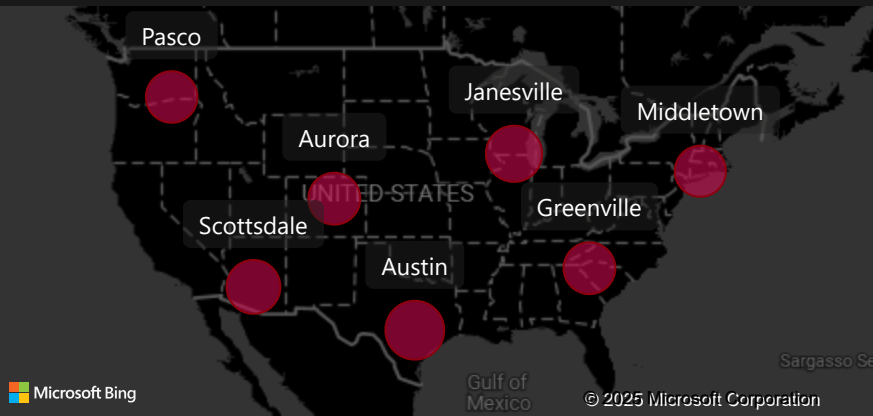 Pasco
Janesville
Middletown
Aurora
UNITED STATES
Greenville
Scottsdale
Austin
Sargasso Se
Gulf of
Mexico
Microsoft Bing
© 2025 Microsoft Corporation